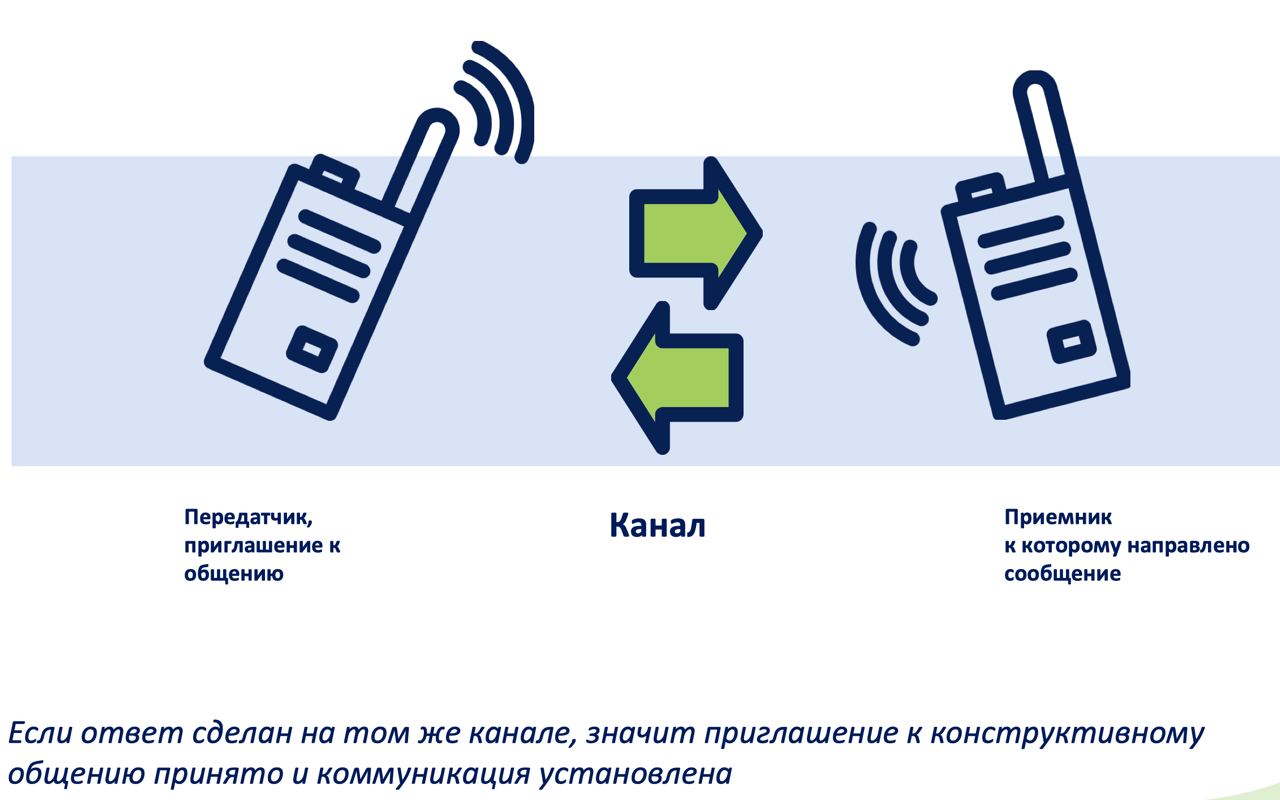 Передатчик,
приглашение к
общению
Канал
Приемник
к которому направлено
сообщение
Если ответ сделан на том же канале, значит приглашение к конструктивному
общению принято и коммуникация установлена